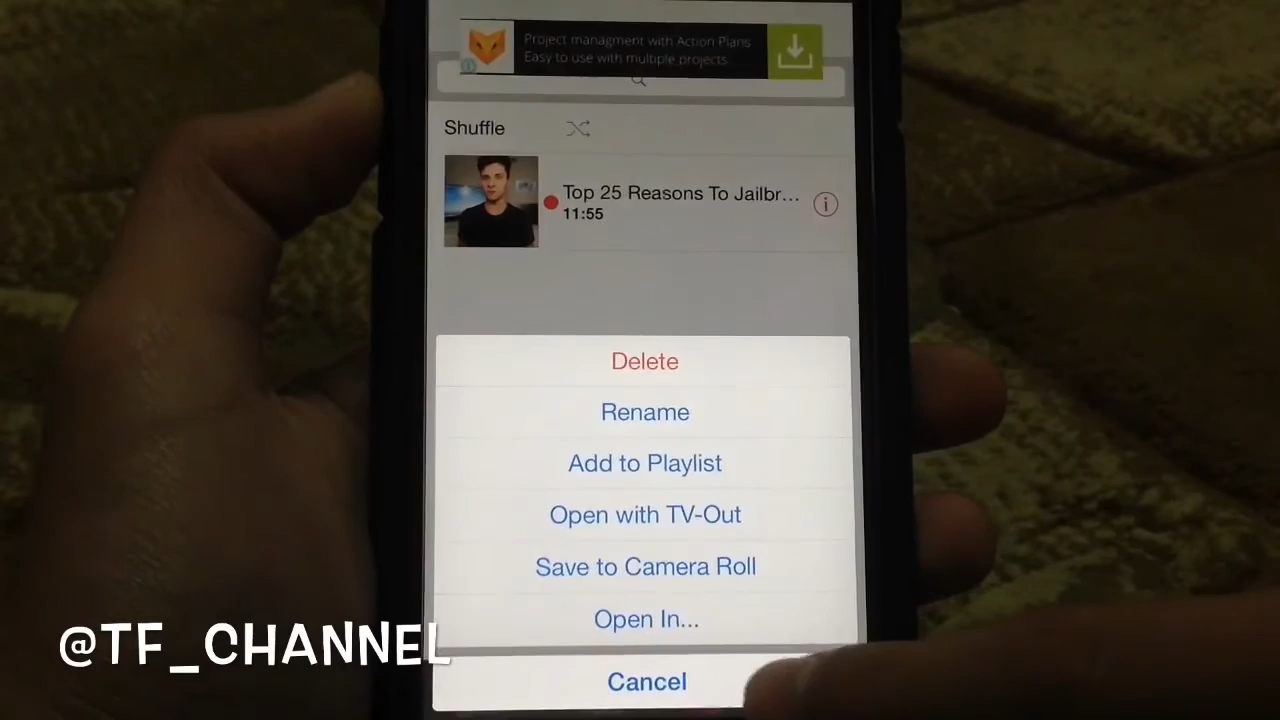 Project managment with Action Plans
Easy to use with multiple projects
Shuffle
Top 25 Reasons To Jailbr...
11:55
Delete
Rename
Add to Playlist
Open with TV-Out
Save to Camera Roll
Open In...
Cancel
@TF_CHANNEL